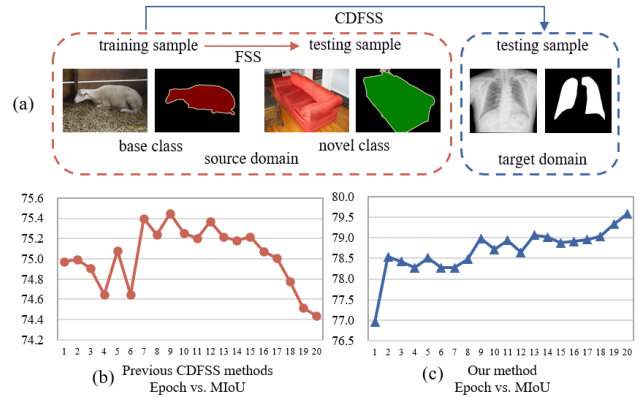 CDFSS
training sample
testing sample
testing sample
FSS
(a)
base class
novel class
source domain
target domain
75.6
75.4
75.2
75.0
74.8
74.6
74.4
74.2
1 2 3 4 5 6 7 8 9 10 11 12 13 14 15 16 17 18 19 20
(b)
Previous CDFSS methods
Epoch vs. MIoU
80.0
79.5
79.0
78.5
78.0
77.5
77.0
76.5
1 2 3 4 5 6 7 8 9 10 11 12 13 14 15 16 17 18 19 20
(c)
Our method
Epoch vs. MIoU